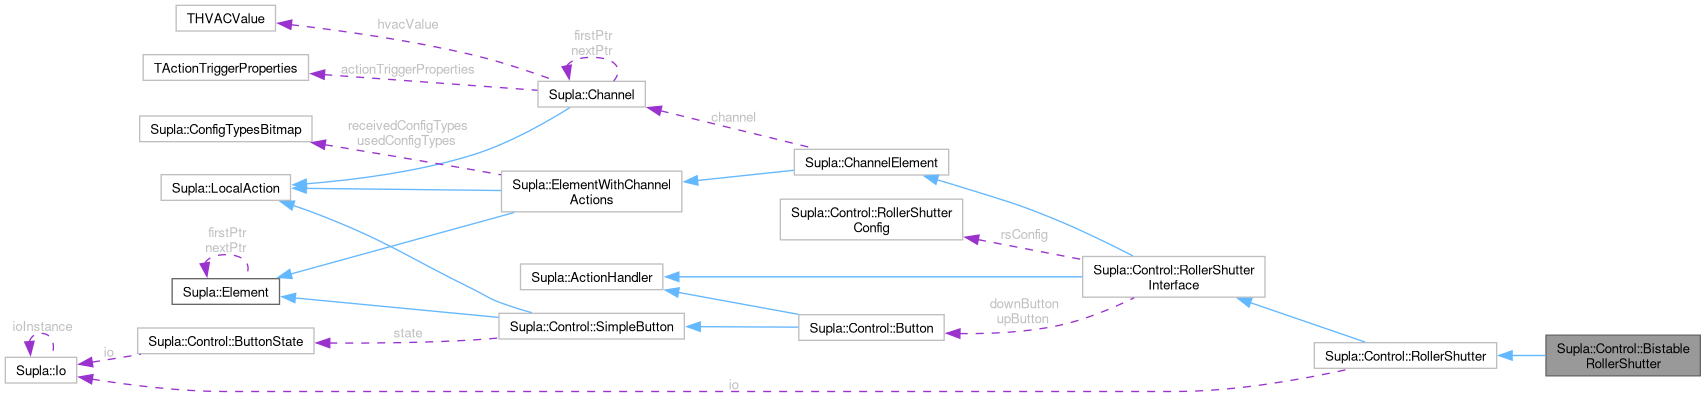 THVACValue
hvacValue
firstPtr
nextPtr
TActionTriggerProperties
actionTriggerProperties
Supla::Channel
channel
Supla::ConfigTypesBitmap
receivedConfigTypes
usedConfigTypes
Supla::ChannelElement
Supla::LocalAction
Supla::ElementWithChannel
Actions
Supla::Control::RollerShutter
Config
rsConfig
firstPtr
nextPtr
Supla::Element
Supla::ActionHandler
Supla::Control::RollerShutter
Interface
downButton
upButton
ioInstance
Supla::Control::ButtonState
state
Supla::Control::SimpleButton
Supla::Control::Button
io
Supla::Io
Supla::Control::RollerShutter
Supla::Control::Bistable
RollerShutter
io